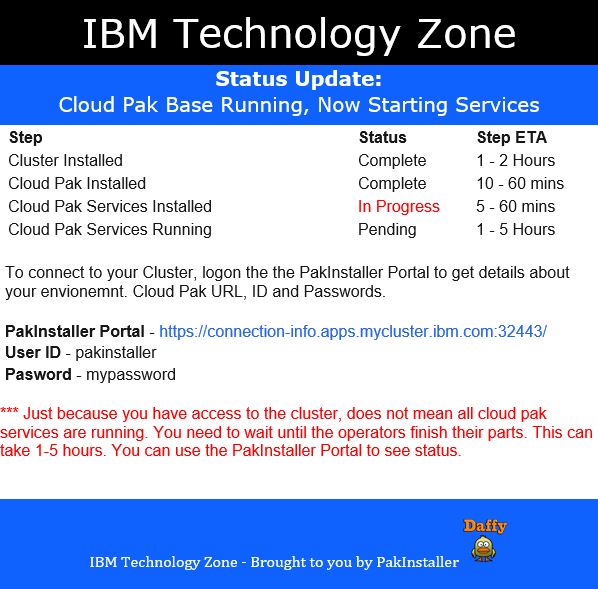 IBM Technology Zone
Status Update:
Cloud Pak Base Running, Now Starting Services
Step Status Step ETA
Cluster Installed Complete 1 - 2 Hours
Cloud Pak Installed Complete 10 - 60 mins
Cloud Pak Services Installed In Progress 5 - 60 mins
Cloud Pak Services Running Pending 1 - 5 Hours
To connect to your Cluster, logon the the PakInstaller Portal to get details about
your envionemnt. Cloud Pak URL, ID and Passwords.
PakInstaller Portal - https://connection-info.apps.mycluster.ibm.com:32443/
User ID - pakinstaller
Pasword - mypassword
*** Just because you have access to the cluster, does not mean all cloud pak
services are running. You need to wait until the operators finish their parts. This can
take 1-5 hours. You can use the PakInstaller Portal to see status.
Daffy
IBM Technology Zone - Brought to you by PakInstaller